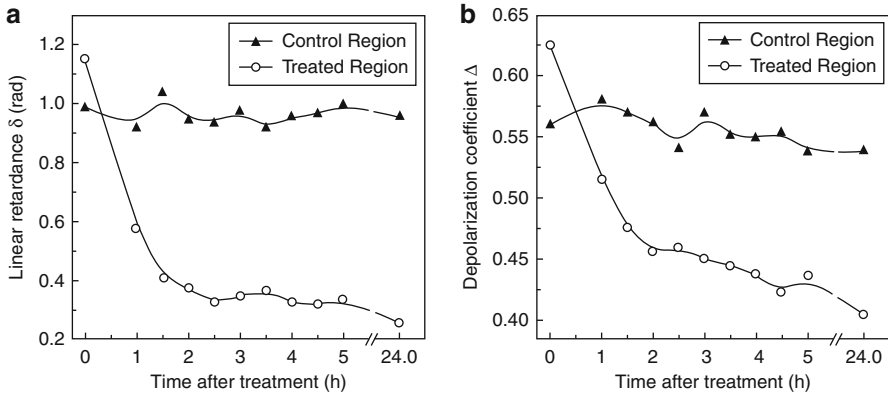 a
Linear retardance δ (rad)
1.2
1.0
0.8
0.6
0.4
0.2
Control Region
Treated Region
0 1 2 3 4 5 24.0
Time after treatment (h)
b
Depolarization coefficient Δ
0.65
0.60
0.55
0.50
0.45
0.40
Control Region
Treated Region
0 1 2 3 4 5 24.0
Time after treatment (h)